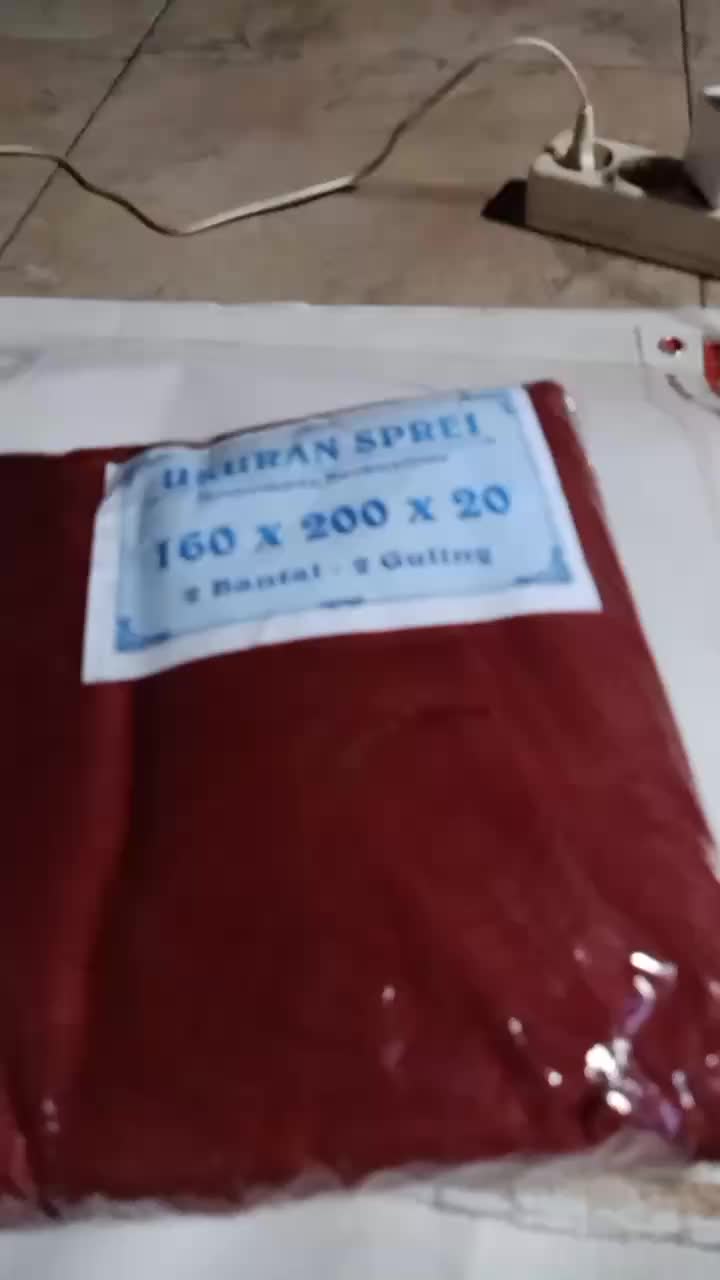 UKURAN SPREI
160 x 200 x 20
2 Bantal - 2 Guling